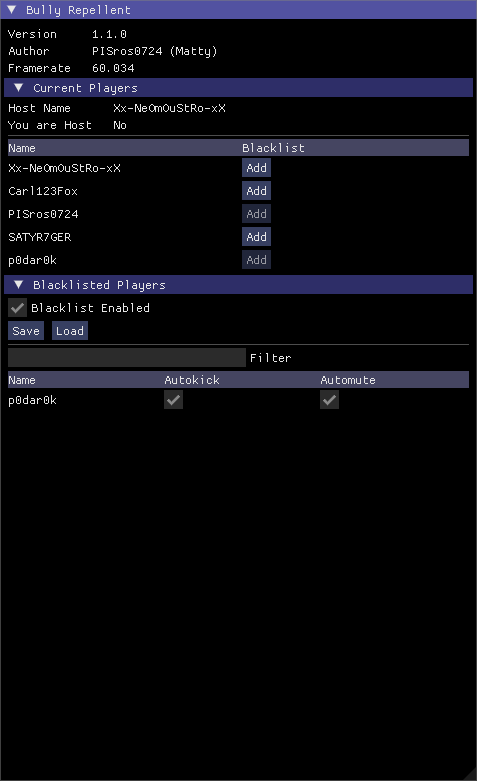 Bully Repellent
Version 1.1.0
Author PISros0724 (Matty)
Framerate 60.034
Current Players
Host Name Xx-NeOmOuStRo-xX
You are Host No
Name Blacklist
Xx-NeOmOuStRo-xX Add
Carl123Fox Add
PISros0724 Add
SATYR7GER Add
p0dar0k Add
Blacklisted Players
Blacklist Enabled
Save Load
Filter
Name Autokick Automute
p0dar0k